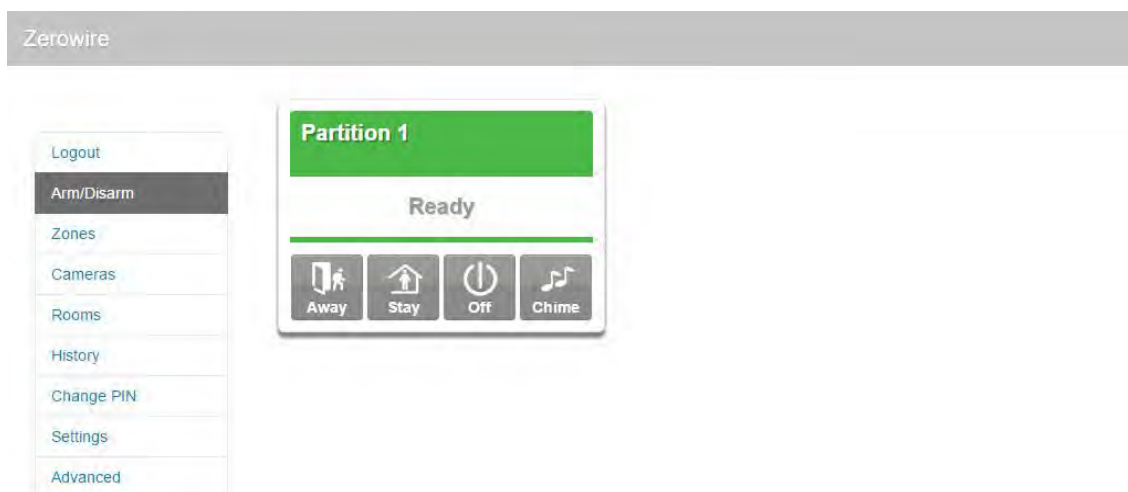 Zerowire
Logout
Arm/Disarm
Zones
Cameras
Rooms
History
Change PIN
Settings
Advanced
Partition 1
Ready
Away Stay Off Chime